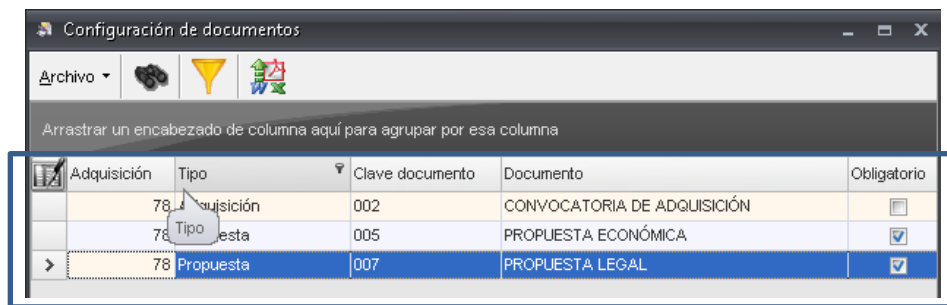 Configuración de documentos
Archivo
Arrastrar un encabezado de columna aquí para agrupar por esa columna
Adquisición Tipo Clave documento Documento Obligatorio
78 002 CONVOCATORIA DE ADQUISICIÓN
Tipo
78 005 PROPUESTA ECONÓMICA
78 Propuesta 007 PROPUESTA LEGAL